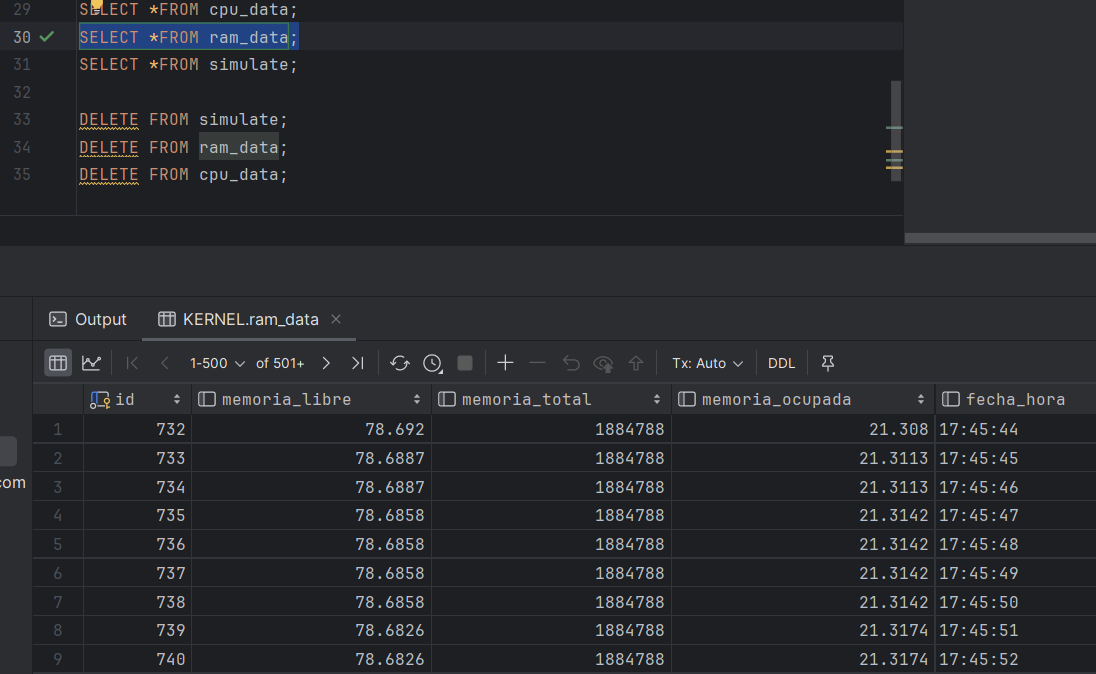 29 SELECT *FROM cpu_data;
30 SELECT *FROM ram_data;
31 SELECT *FROM simulate;
32
33 DELETE FROM simulate;
34 DELETE FROM ram_data;
35 DELETE FROM cpu_data;
Output KERNEL.ram_data
1-500 of 501+ Tx: Auto DDL
id memoria_libre memoria_total memoria_ocupada fecha_hora
1 732 78.692 1884788 21.308 17:45:44
2 733 78.6887 1884788 21.3113 17:45:45
3 734 78.6887 1884788 21.3113 17:45:46
com
4 735 78.6858 1884788 21.3142 17:45:47
5 736 78.6858 1884788 21.3142 17:45:48
6 737 78.6858 1884788 21.3142 17:45:49
7 738 78.6858 1884788 21.3142 17:45:50
8 739 78.6826 1884788 21.3174 17:45:51
9 740 78.6826 1884788 21.3174 17:45:52